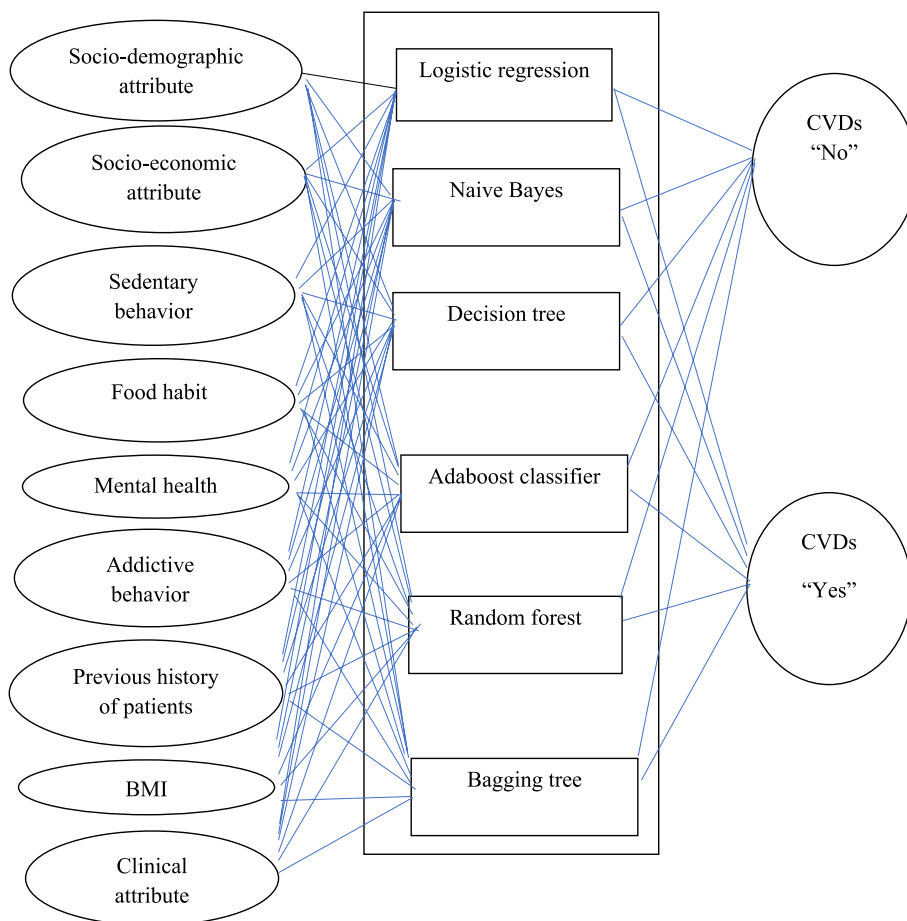 Socio-demographic
attribute
Socio-economic
attribute
Sedentary
behavior
Food habit
Mental health
Addictive
behavior
Previous history
of patients
BMI
Clinical
attribute
Logistic regression
Naive Bayes
Decision tree
Adaboost classifier
Random forest
Bagging tree
CVDs
“No”
CVDs
“Yes”